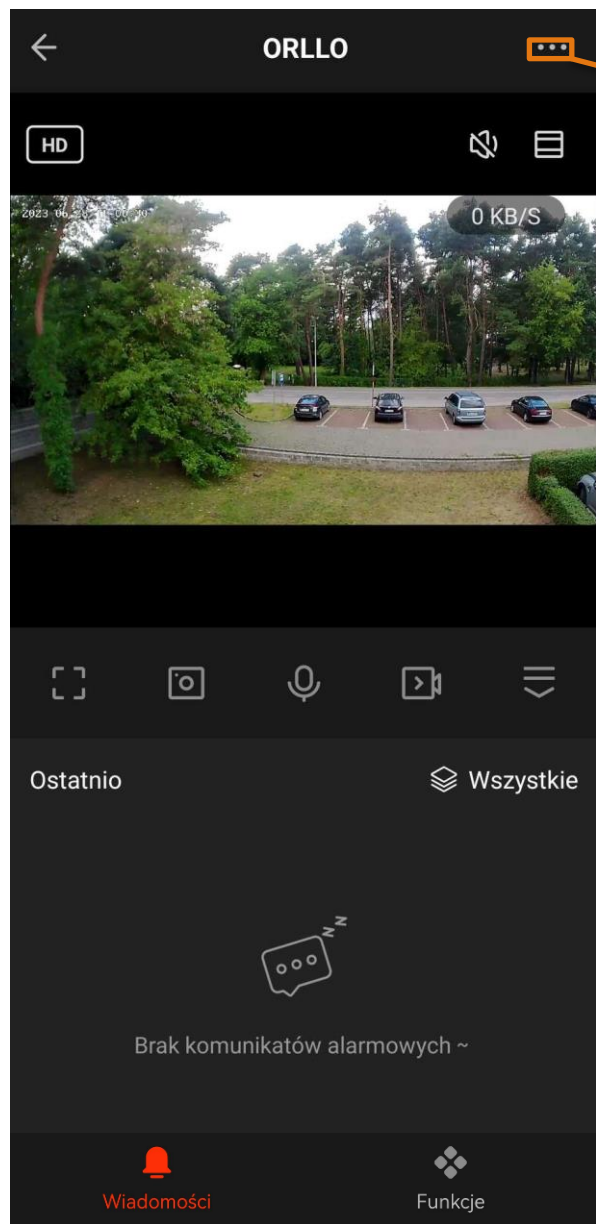 ORLLO
HD
0 KB/S
Ostatnio
Wszystkie
Brak komunikatów alarmowych ~
Wiadomości
Funkcje